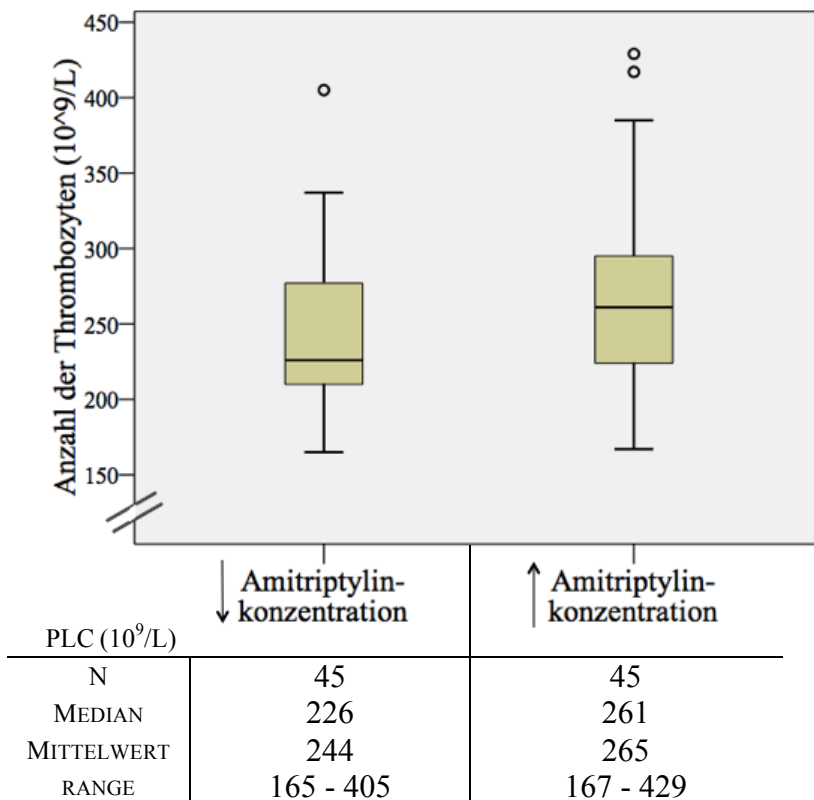 Anzahl der Thrombozyten (10^9/L)
450
400
350
300
250
200
150
↓ Amitriptylin-
konzentration
↑ Amitriptylin-
konzentration
PLC (10⁹/L)
N 45 45
MEDIAN 226 261
MITTELWERT 244 265
RANGE 165 - 405 167 - 429